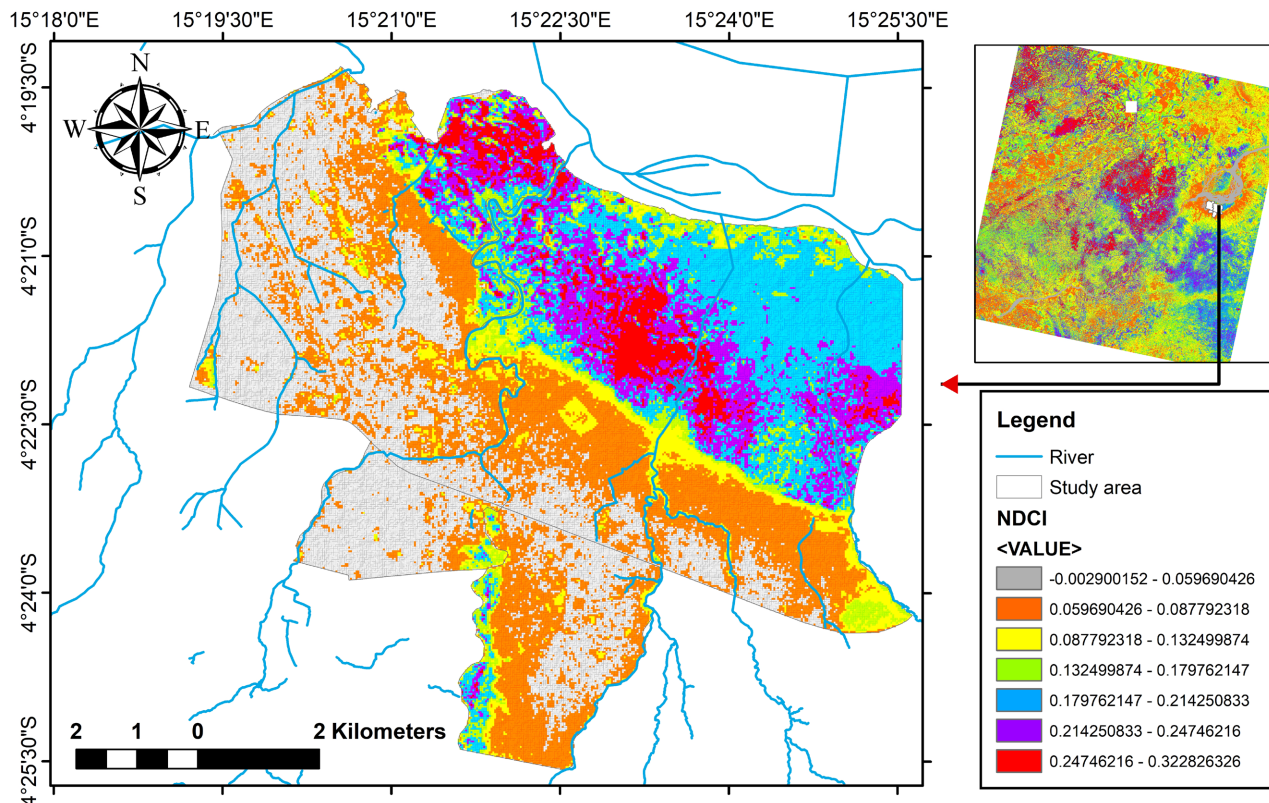 15°18'0"E 15°19'30"E 15°21'0"E 15°22'30"E 15°24'0"E 15°25'30"E
4°19'30"S
4°21'0"S
4°22'30"S
4°24'0"S
4°25'30"S
N
W E
S
2 1 0 2 Kilometers
Legend
River
Study area
NDCI
<VALUE>
-0.002900152 - 0.059690426
0.059690426 - 0.087792318
0.087792318 - 0.132499874
0.132499874 - 0.179762147
0.179762147 - 0.214250833
0.214250833 - 0.24746216
0.24746216 - 0.322826326